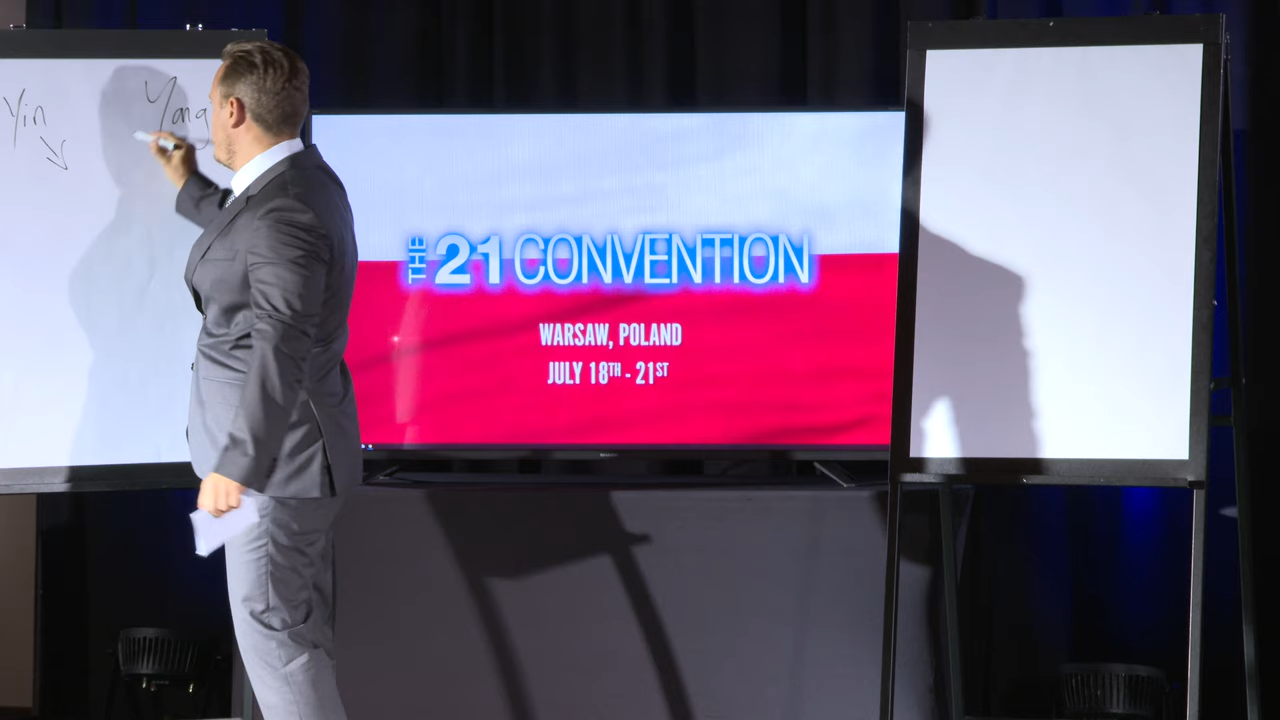 Yin Yang
THE 21 CONVENTION
WARSAW, POLAND
JULY 18TH - 21ST